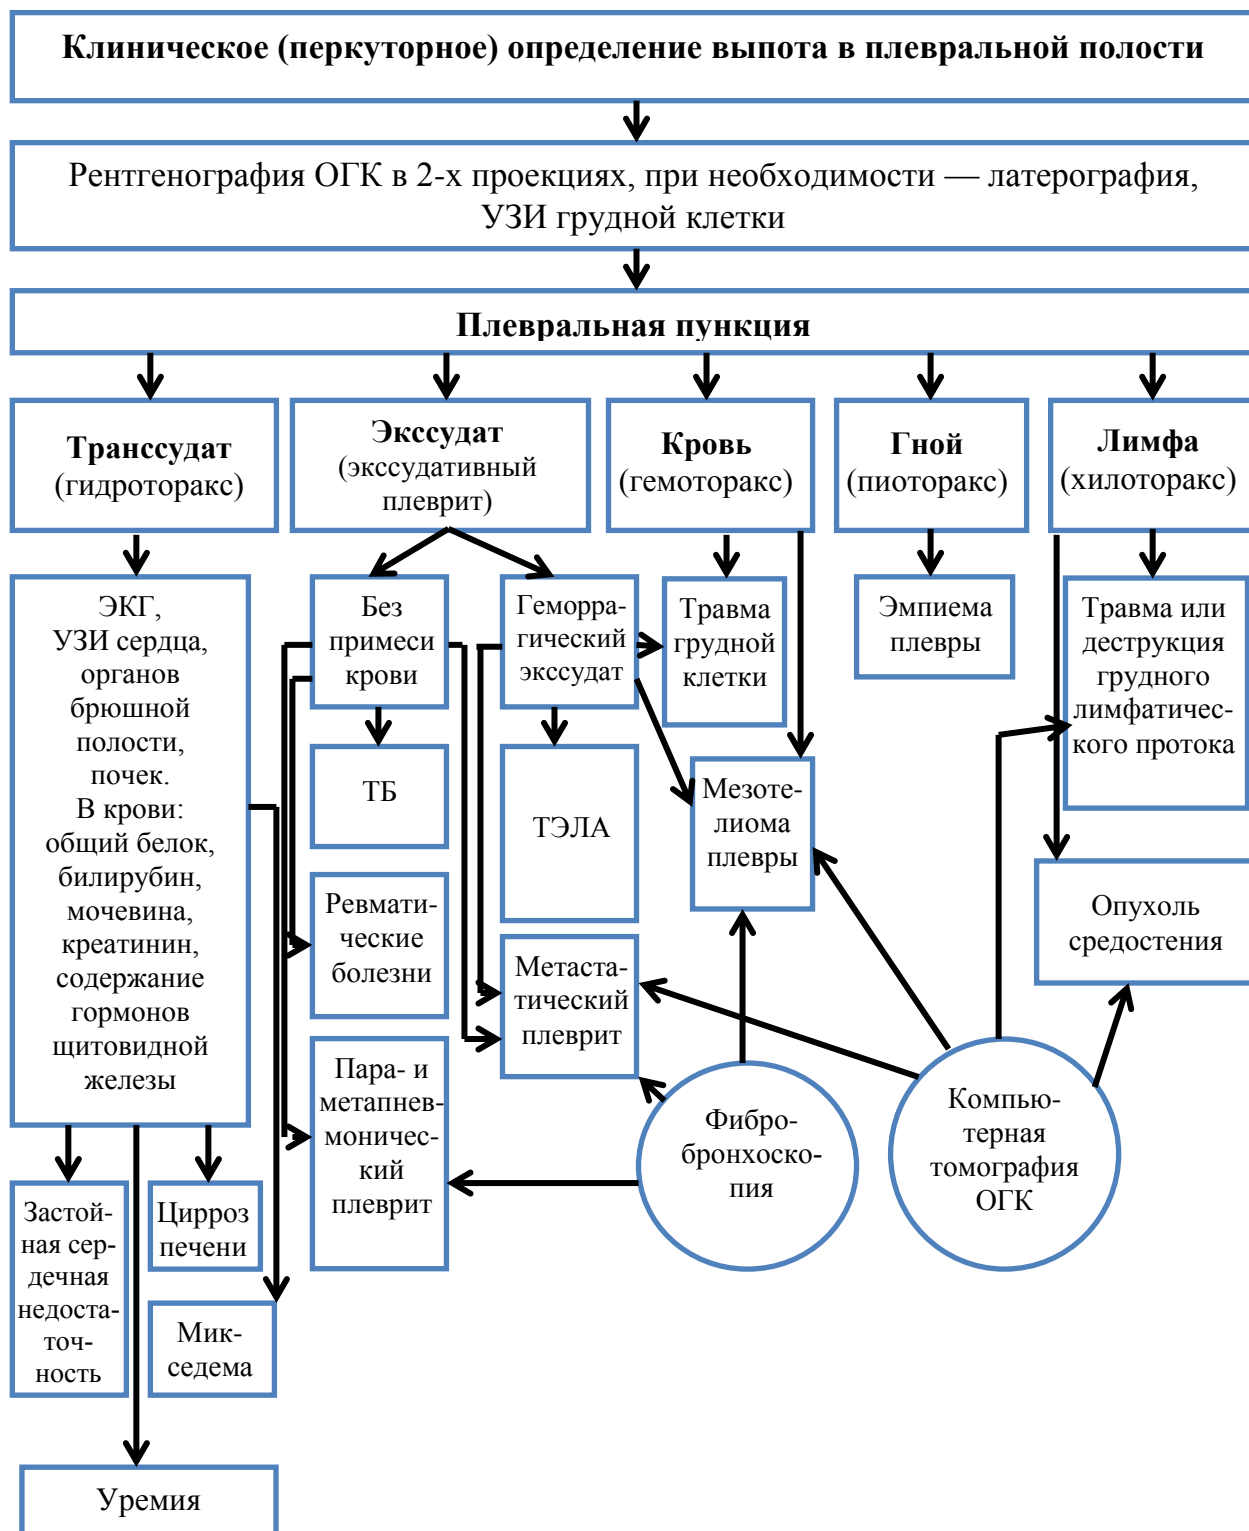 Клиническое (перкуторное) определение выпота в плевральной полости
Рентгенография ОГК в 2-х проекциях, при необходимости — латерография,
УЗИ грудной клетки
Плевральная пункция
Транссудат
(гидроторакс)
Экссудат
(экссудативный
плеврит)
Кровь
(гемоторакс)
Гной
(пиоторакс)
Лимфа
(хилоторакс)
ЭКГ,
УЗИ сердца,
органов
брюшной
полости,
почек.
В крови:
общий белок,
билирубин,
мочевина,
креатинин,
содержание
гормонов
щитовидной
железы
Без
примеси
крови
Геморра-
гический
экссудат
Травма
грудной
клетки
Эмпиема
плевры
Травма или
деструкция
грудного
лимфатичес-
кого протока
ТБ
ТЭЛА
Мезоте-
лиома
плевры
Ревмати-
ческие
болезни
Метаста-
тический
плеврит
Опухоль
средостения
Пара- и
метапнев-
моничес-
кий
плеврит
Фибро-
бронхоско-
пия
Компью-
терная
томография
ОГК
Застой-
ная сер-
дечная
недоста-
точ-
ность
Цирроз
печени
Мик-
седема
Уремия